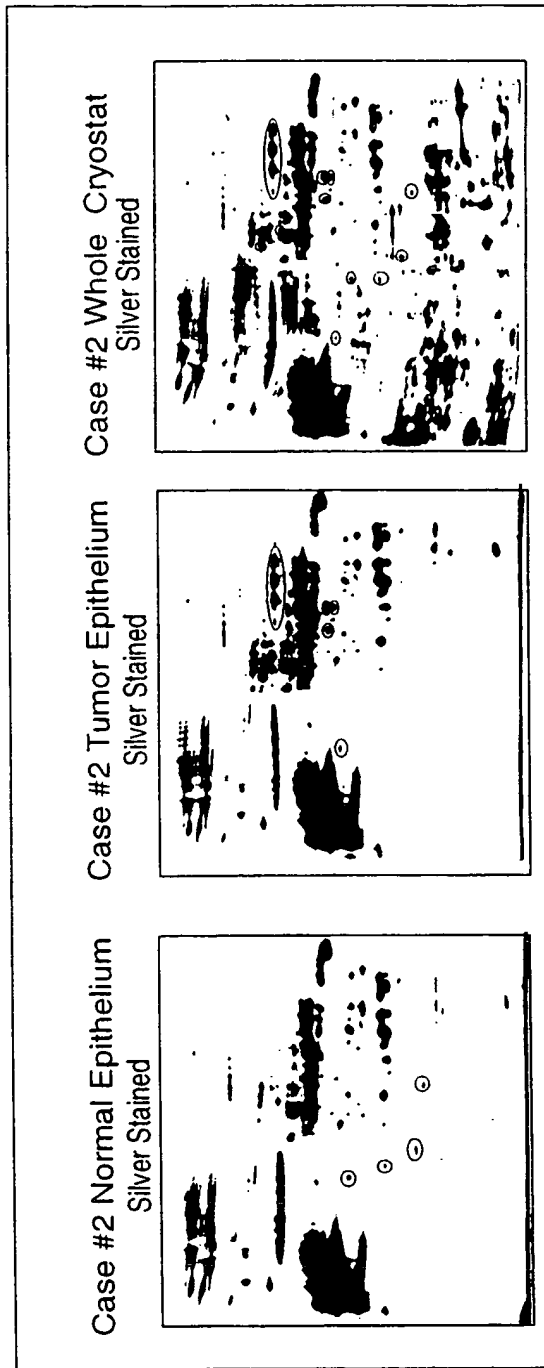 Case #2 Normal Epithelium
Silver Stained
Case #2 Tumor Epithelium
Silver Stained
Case #2 Whole Cryostat
Silver Stained